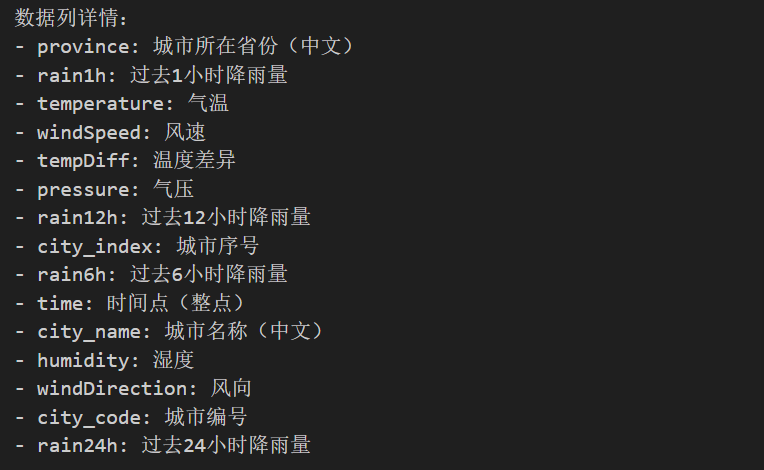 数据列详情：
- province: 城市所在省份（中文）
- rain1h: 过去1小时降雨量
- temperature: 气温
- windSpeed: 风速
- tempDiff: 温度差异
- pressure: 气压
- rain12h: 过去12小时降雨量
- city_index: 城市序号
- rain6h: 过去6小时降雨量
- time: 时间点（整点）
- city_name: 城市名称（中文）
- humidity: 湿度
- windDirection: 风向
- city_code: 城市编号
- rain24h: 过去24小时降雨量